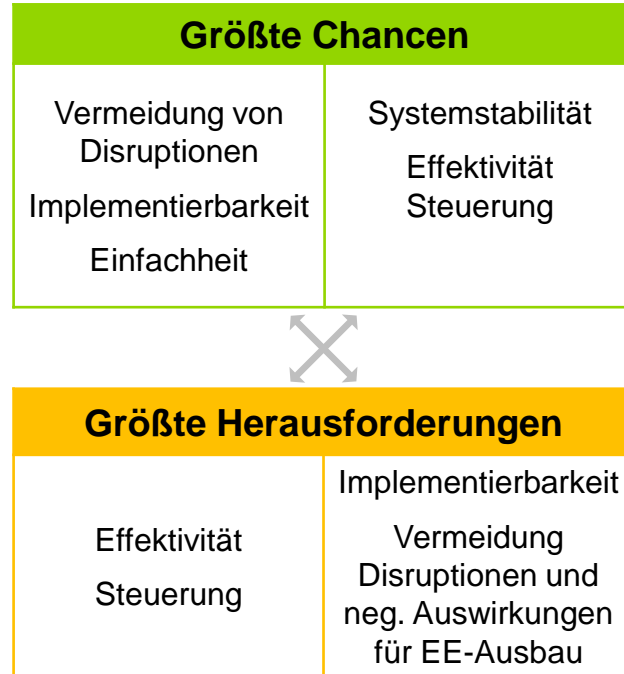 Größte Chancen
Vermeidung von
Disruptionen
Implementierbarkeit
Einfachheit
Systemstabilität
Effektivität
Steuerung
Größte Herausforderungen
Effektivität
Steuerung
Implementierbarkeit
Vermeidung
Disruptionen und
neg. Auswirkungen
für EE-Ausbau